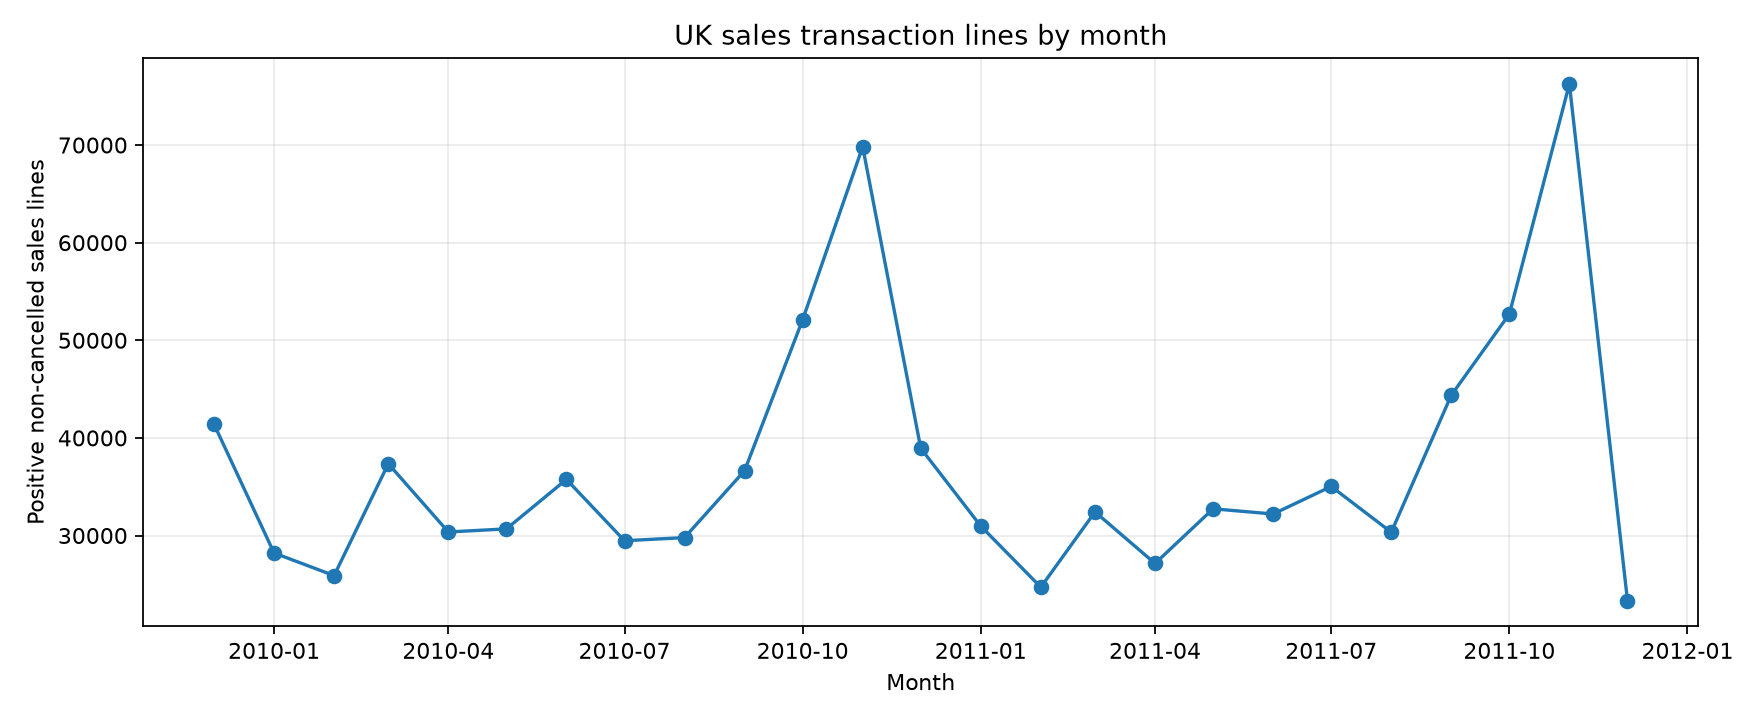 UK sales transaction lines by month
Positive non-cancelled sales lines
70000
60000
50000
40000
30000
2010-01 2010-04 2010-07 2010-10 2011-01 2011-04 2011-07 2011-10 2012-01
Month